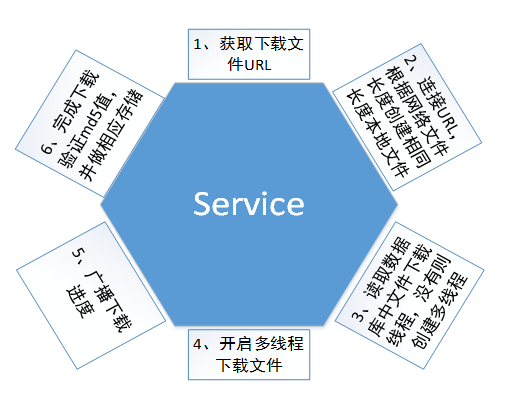 1、获取下载文
件URL
2、连接URL，
根据网络文件
长度创建相同
长度本地文件
3、读取数据
库中文件下载
线程，没有则
创建多线程
4、开启多线程
下载文件
5、广播下载
进度
6、完成下载
验证md5值，
并做相应存储
Service